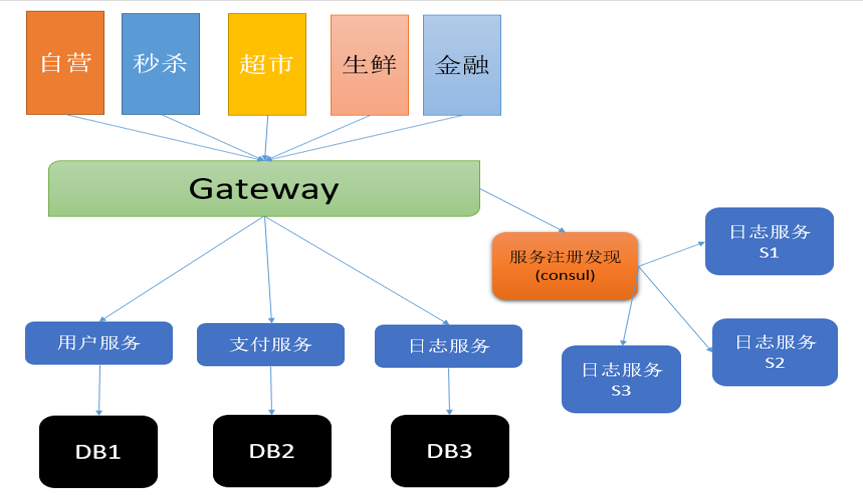 自营
秒杀
超市
生鲜
金融
Gateway
服务注册发现
(consul)
日志服务
S1
用户服务
支付服务
日志服务
日志服务
S2
日志服务
S3
DB1
DB2
DB3